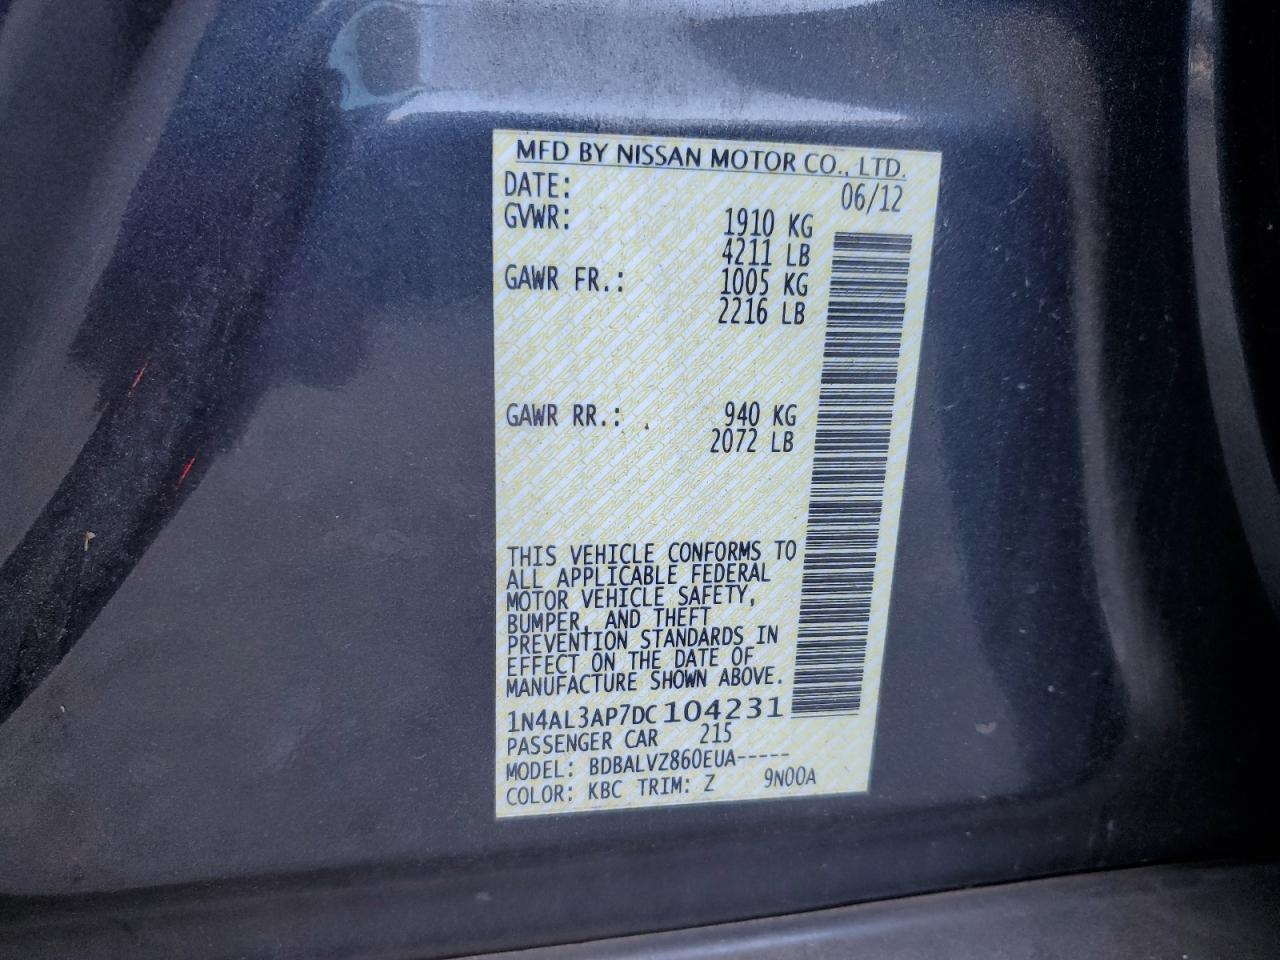 MFD BY NISSAN MOTOR CO., LTD.
DATE: 06/12
GVWR: 1910 KG
4211 LB
GAWR FR.: 1005 KG
2216 LB
GAWR RR.: 940 KG
2072 LB
THIS VEHICLE CONFORMS TO
ALL APPLICABLE FEDERAL
MOTOR VEHICLE SAFETY,
BUMPER, AND THEFT
PREVENTION STANDARDS IN
EFFECT ON THE DATE OF
MANUFACTURE SHOWN ABOVE.
1N4AL3AP7DC104231
PASSENGER CAR 215
MODEL: BDBALVZ860EUA-----
COLOR: KBC TRIM: Z 9N00A